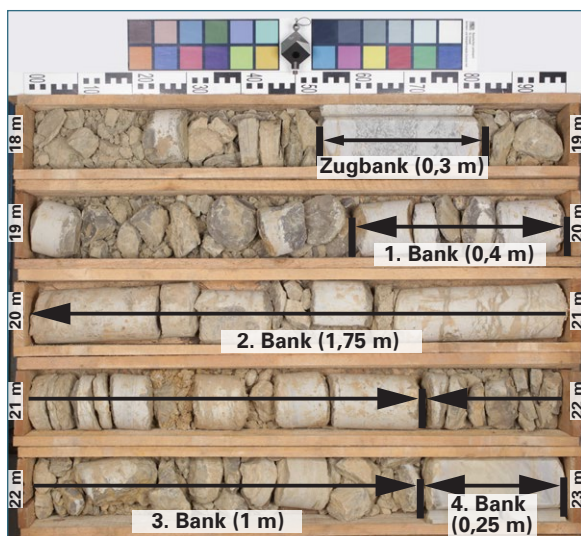 00 10 20 30 40 50 60 70 80 90
18 m
19 m
Zugbank (0,3 m)
19 m
20 m
1. Bank (0,4 m)
20 m
21 m
2. Bank (1,75 m)
21 m
22 m
22 m
23 m
3. Bank (1 m)
4. Bank
(0,25 m)